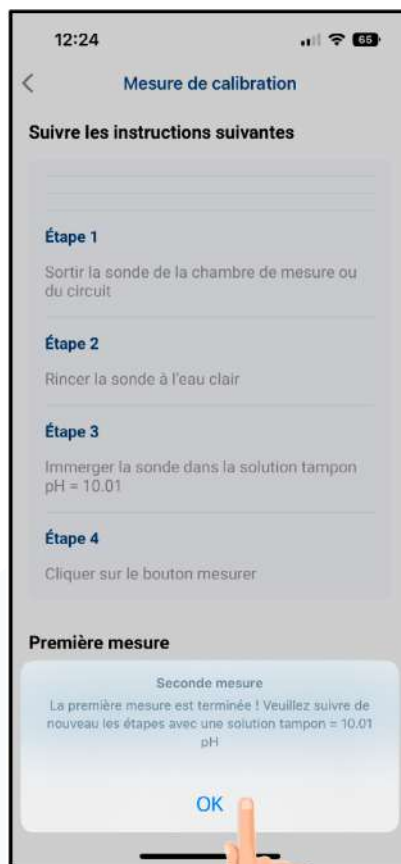 12:24
65
Mesure de calibration
Suivre les instructions suivantes
Étape 1
Sortir la sonde de la chambre de mesure ou
du circuit
Étape 2
Rincer la sonde à l'eau clair
Étape 3
Immerger la sonde dans la solution tampon
pH = 10.01
Étape 4
Cliquer sur le bouton mesurer
Première mesure
Seconde mesure
La première mesure est terminée ! Veuillez suivre de
nouveau les étapes avec une solution tampon = 10.01
pH
OK